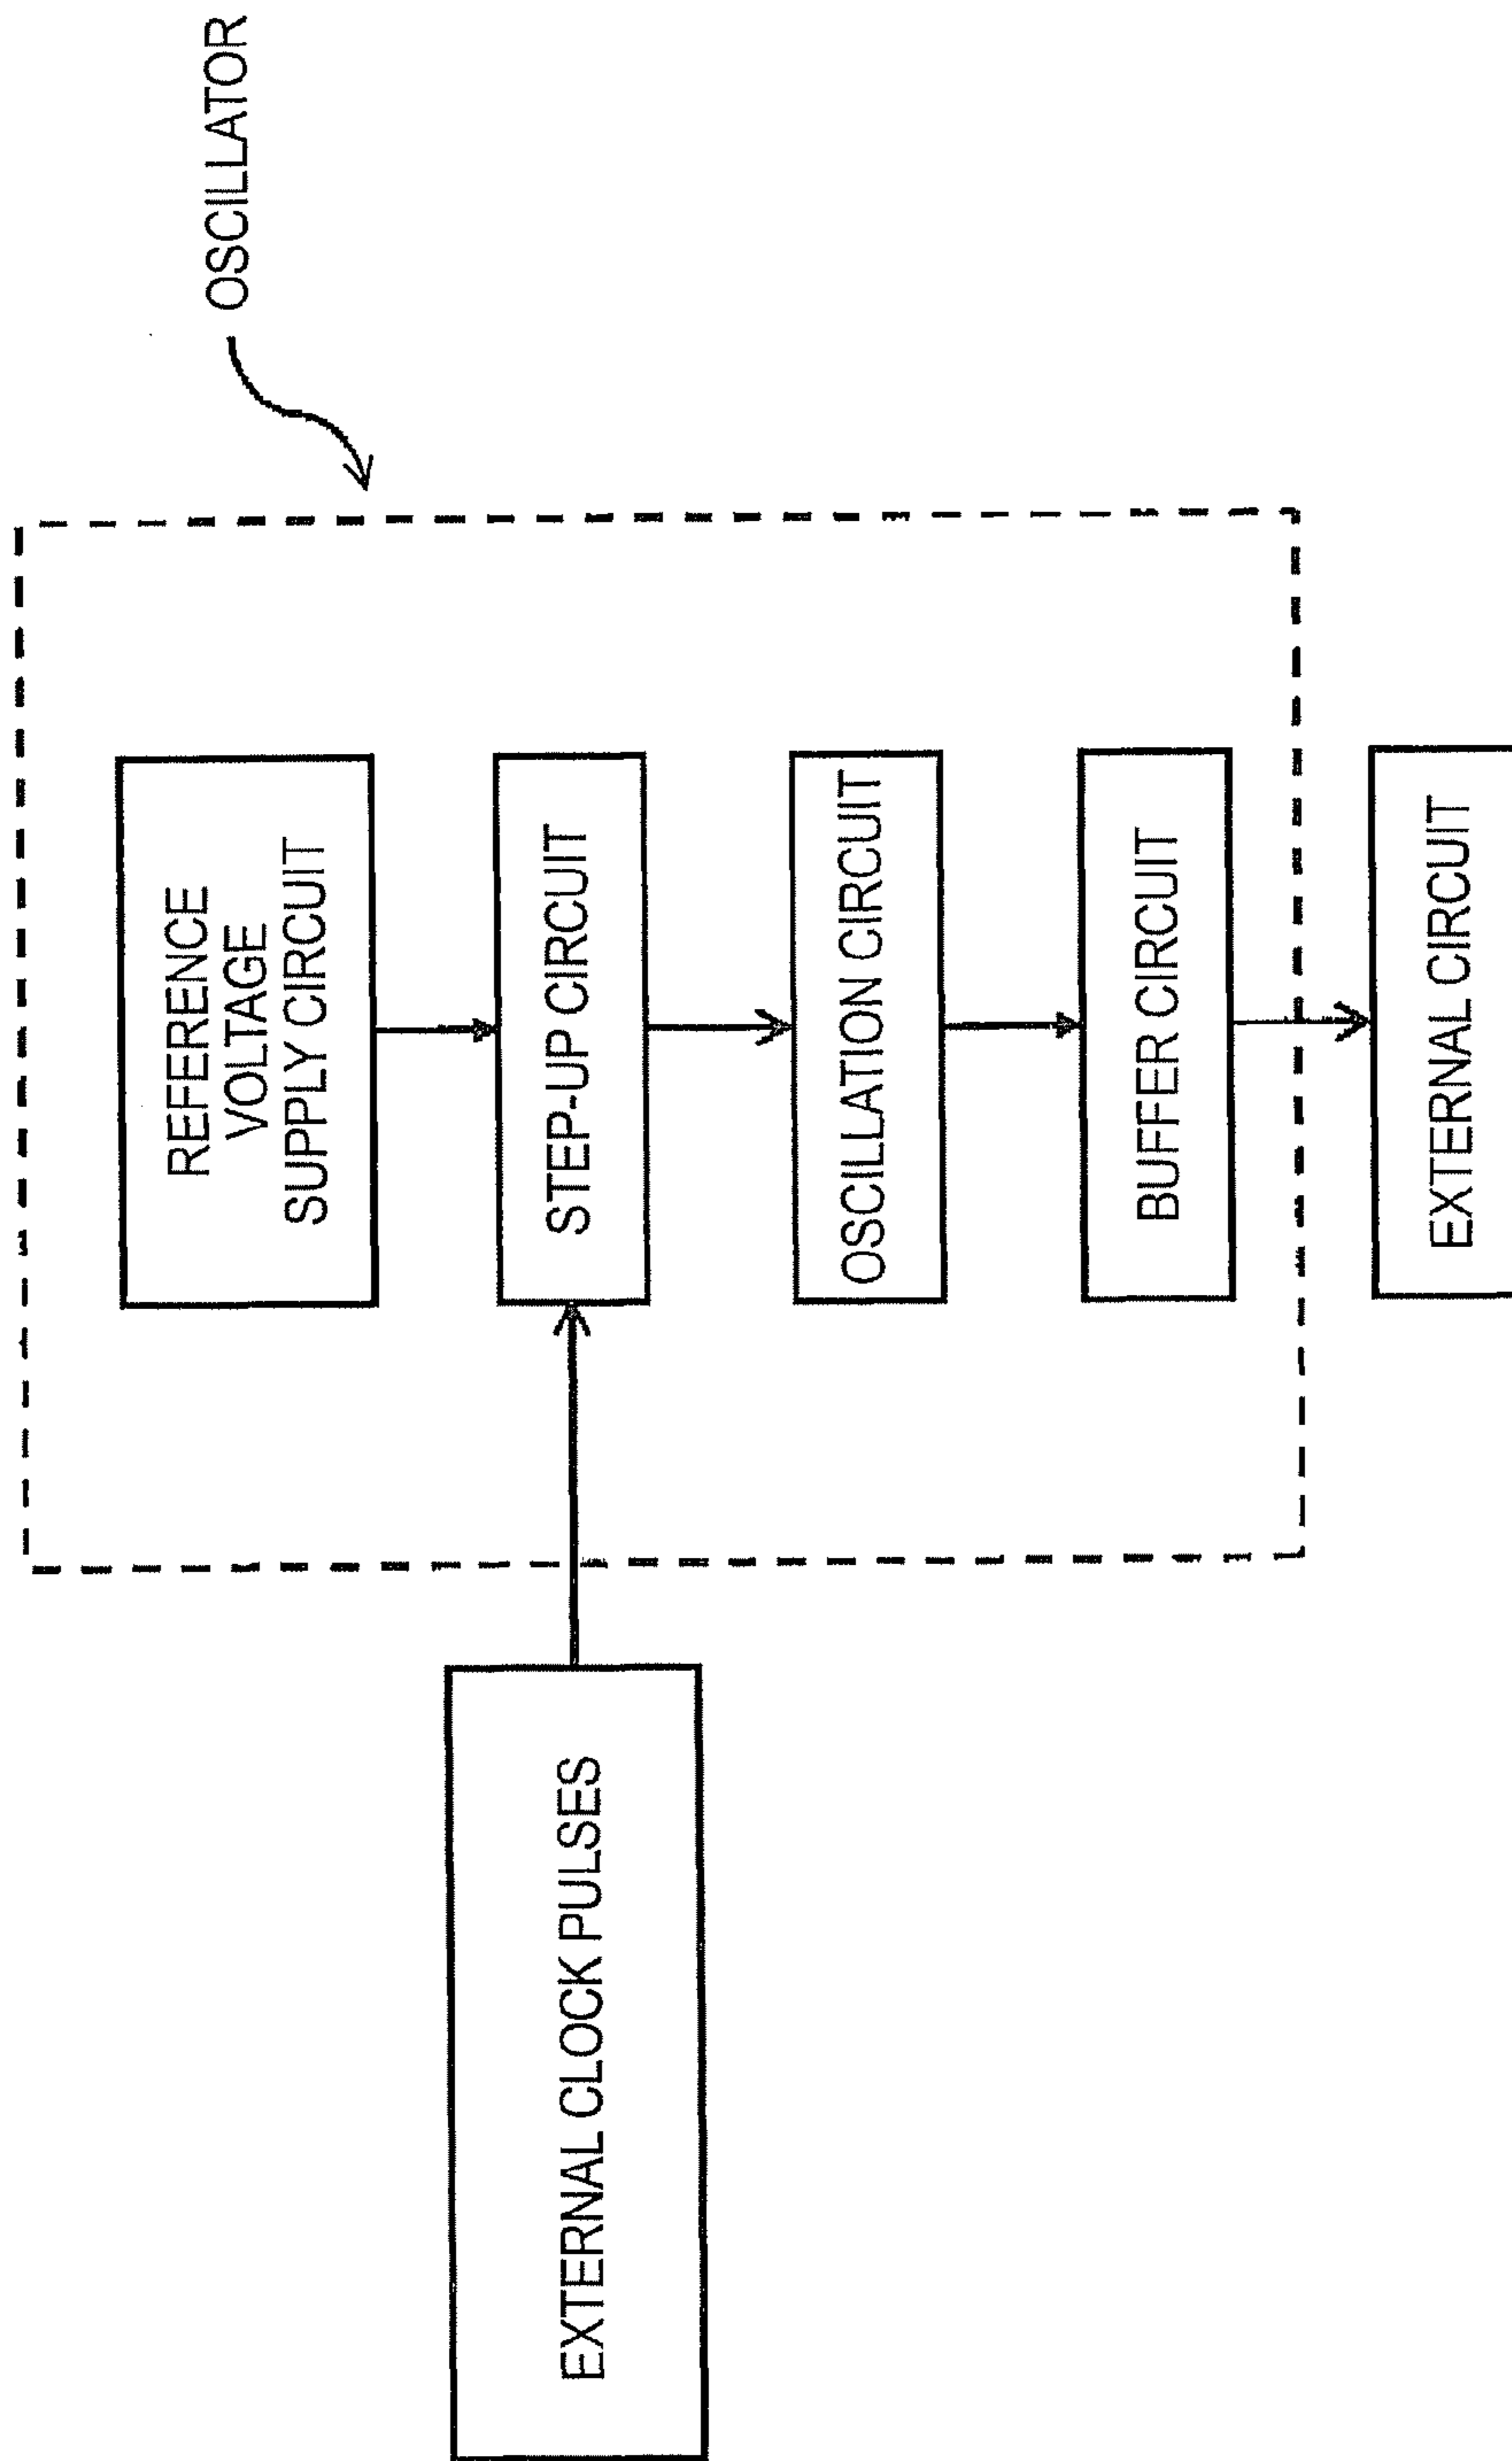 OSCILLATOR
REFERENCE
VOLTAGE
SUPPLY CIRCUIT
STEP-UP CIRCUIT
OSCILLATION CIRCUIT
BUFFER CIRCUIT
EXTERNAL CIRCUIT
EXTERNAL CLOCK PULSES